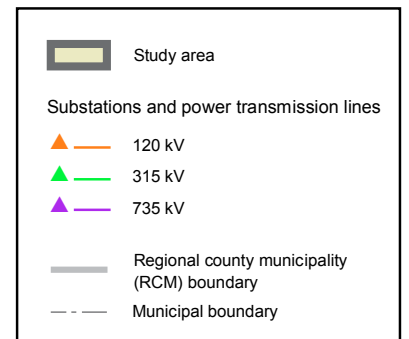 Study area
Substations and power transmission lines
120 kV
315 kV
735 kV
Regional county municipality
(RCM) boundary
Municipal boundary